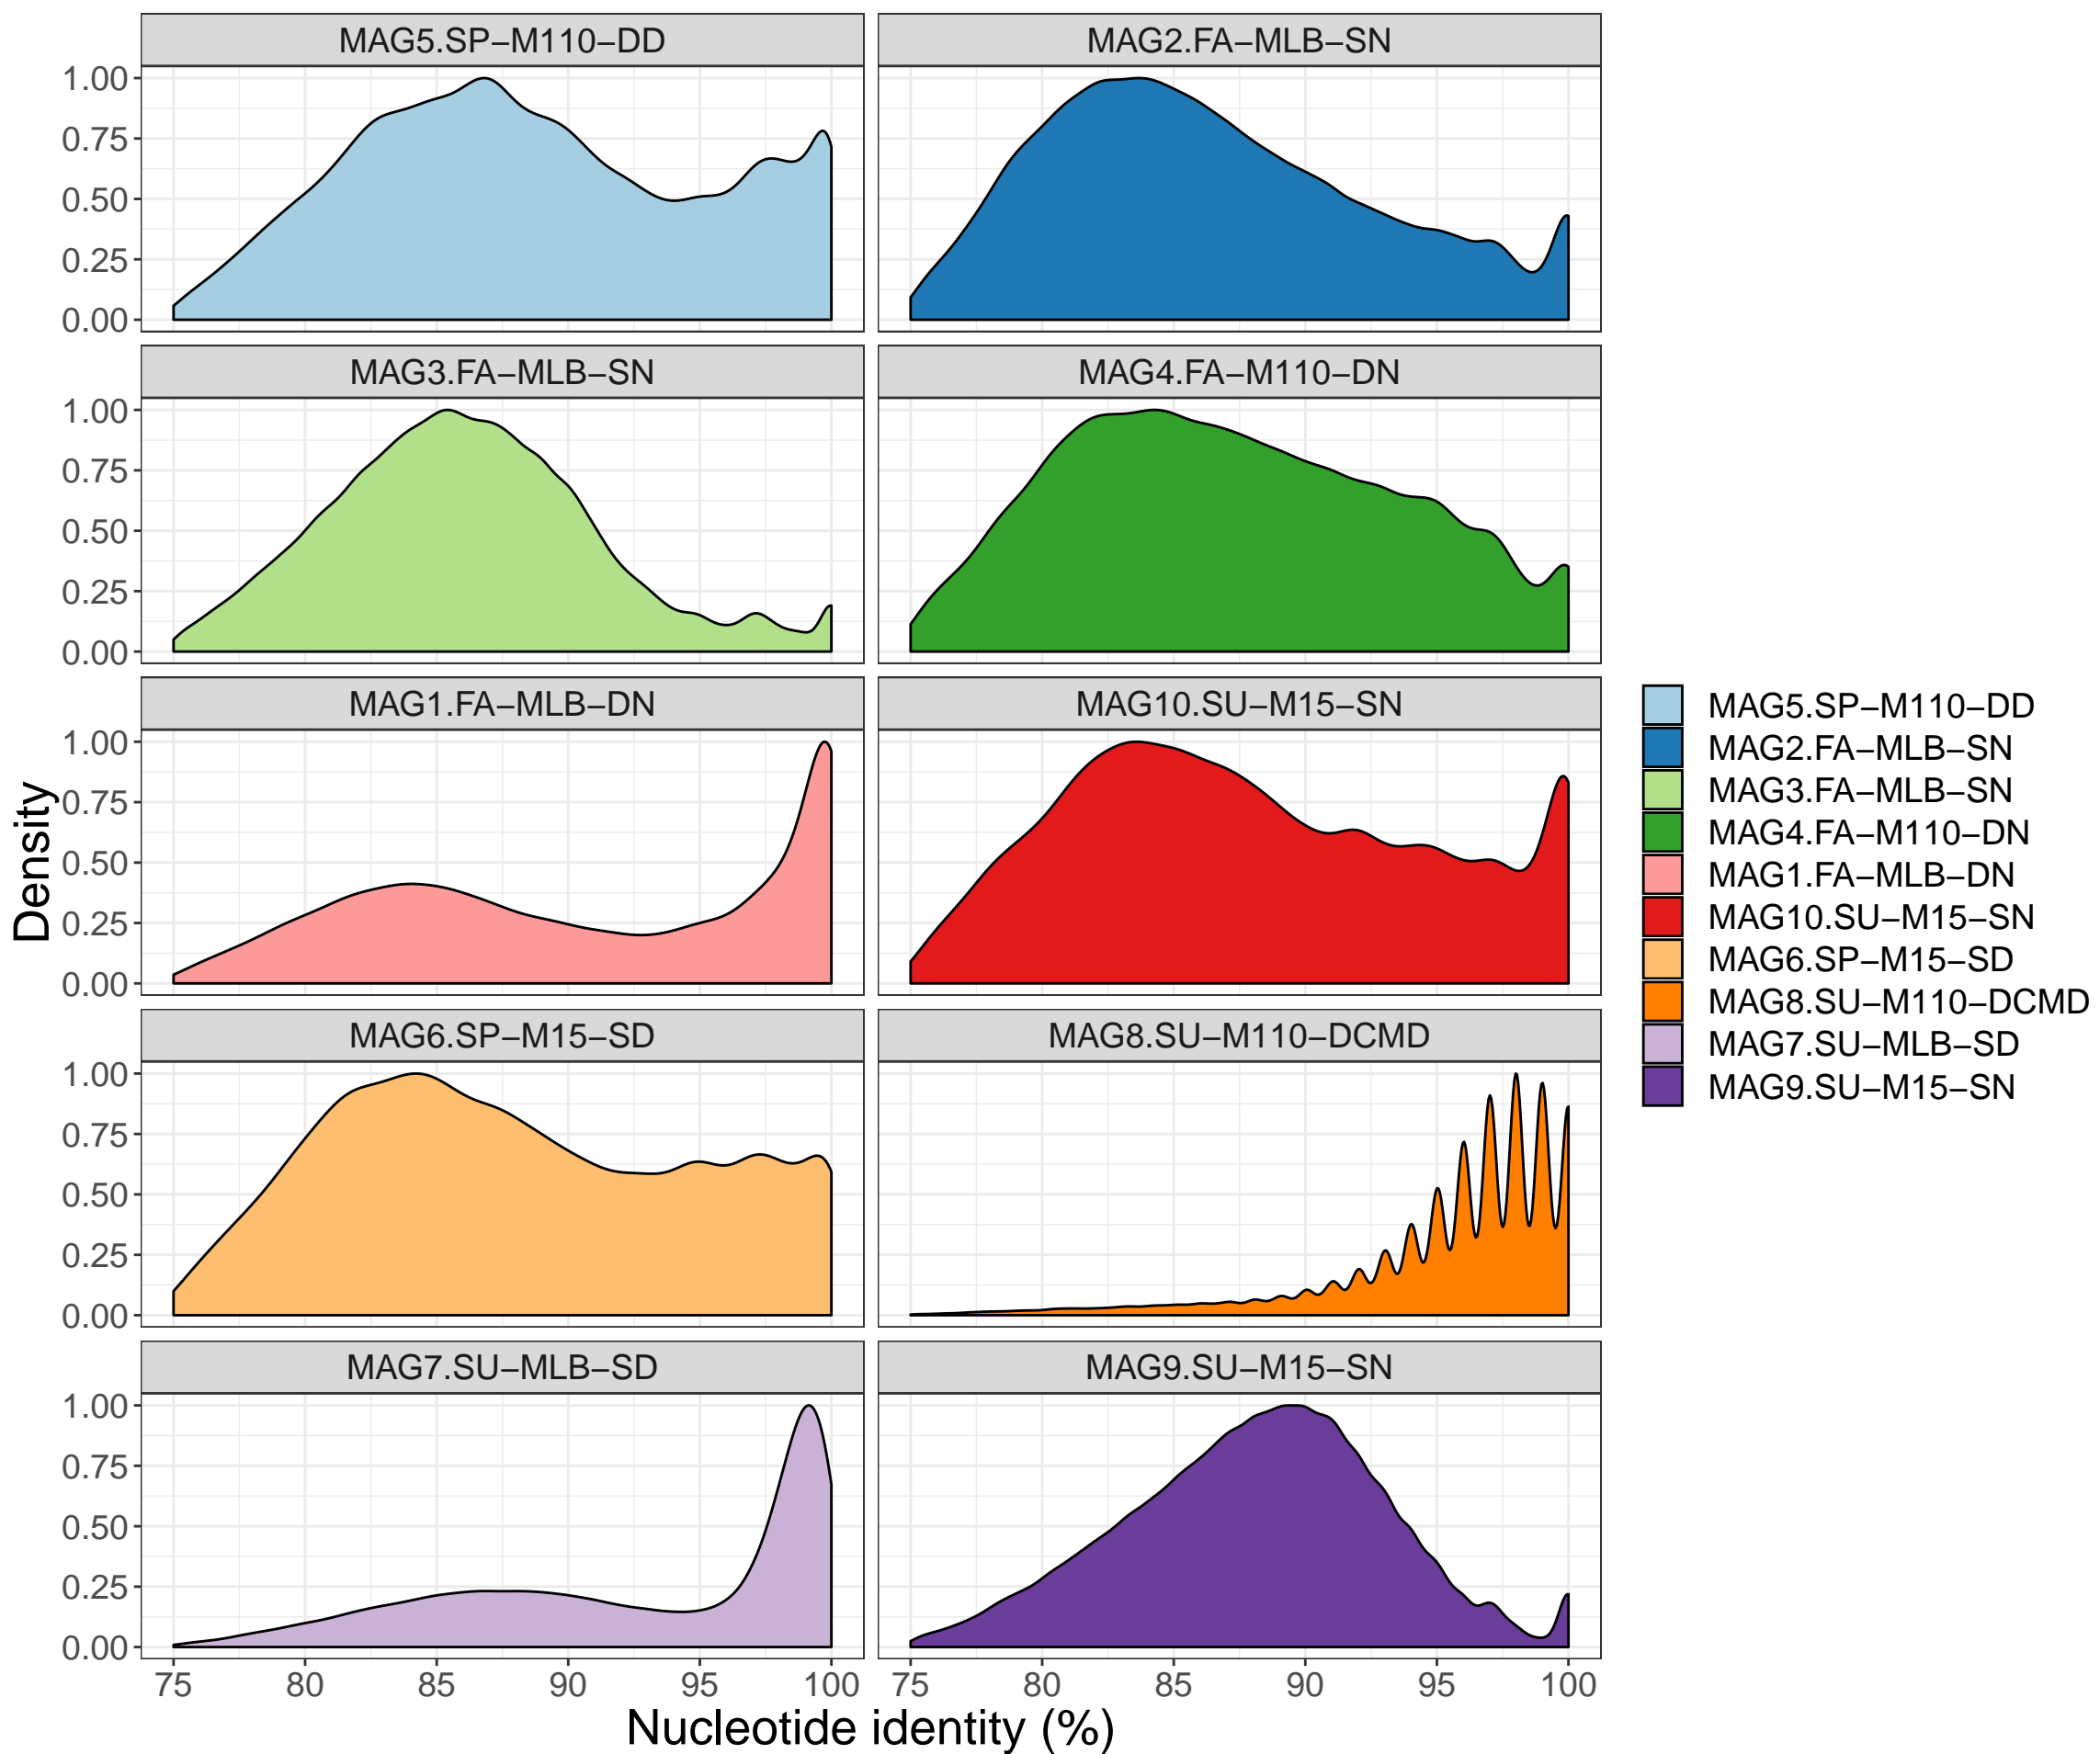 MAG5.SP−M110−DD
MAG2.FA−MLB−SN
1.00
0.75
0.50
0.25
0.00
MAG3.FA−MLB−SN
MAG4.FA−M110−DN
1.00
0.75
0.50
0.25
0.00
MAG1.FA−MLB−DN
MAG10.SU−M15−SN
1.00
0.75
0.50
0.25
0.00
MAG6.SP−M15−SD
MAG8.SU−M110−DCMD
1.00
0.75
0.50
0.25
0.00
MAG7.SU−MLB−SD
MAG9.SU−M15−SN
1.00
0.75
0.50
0.25
0.00
75 80 85 90 95 100
75 80 85 90 95 100
Nucleotide identity (%)
Density
MAG5.SP−M110−DD
MAG2.FA−MLB−SN
MAG3.FA−MLB−SN
MAG4.FA−M110−DN
MAG1.FA−MLB−DN
MAG10.SU−M15−SN
MAG6.SP−M15−SD
MAG8.SU−M110−DCMD
MAG7.SU−MLB−SD
MAG9.SU−M15−SN